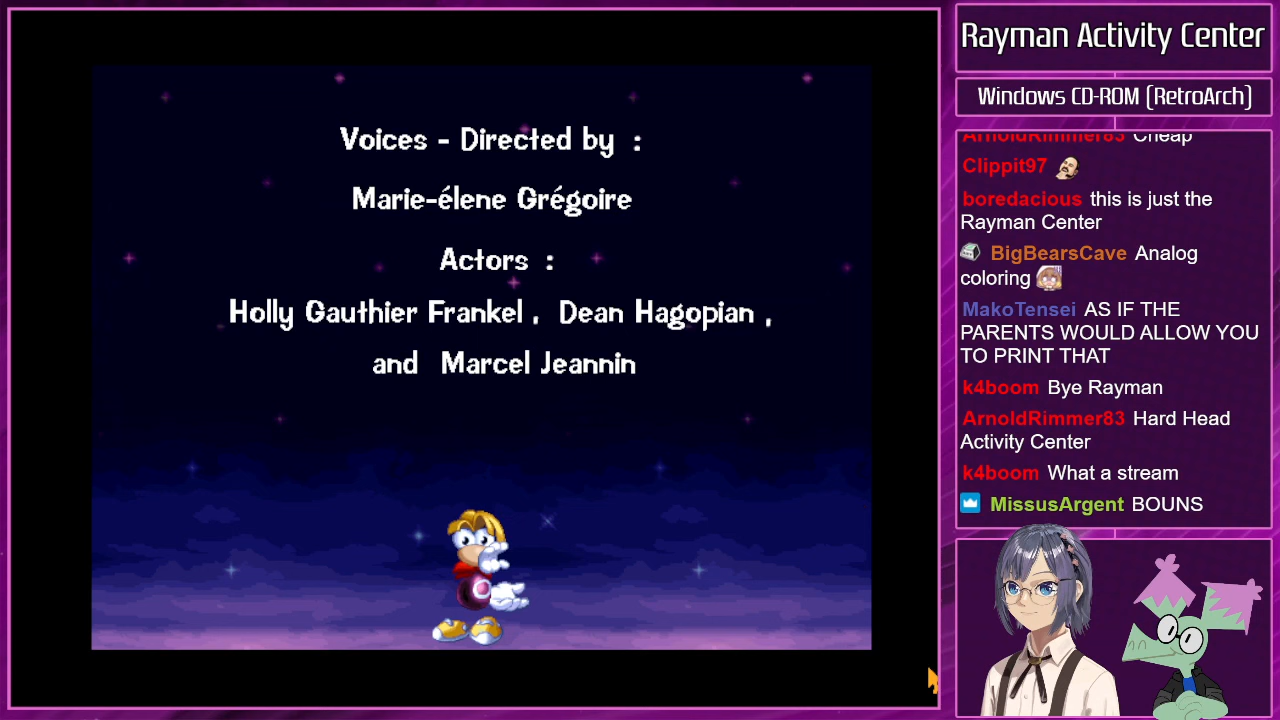 Voices - Directed by :
Marie-élene Grégoire
Actors :
Holly Gauthier Frankel , Dean Hagopian ,
and Marcel Jeannin
Rayman Activity Center
Windows CD-ROM (RetroArch)
ArnoldRimmer83 Cheap
Clippit97
boredacious this is just the
Rayman Center
BigBearsCave Analog
coloring
MakoTensei AS IF THE
PARENTS WOULD ALLOW YOU
TO PRINT THAT
k4boom Bye Rayman
ArnoldRimmer83 Hard Head
Activity Center
k4boom What a stream
MissusArgent BOUNS